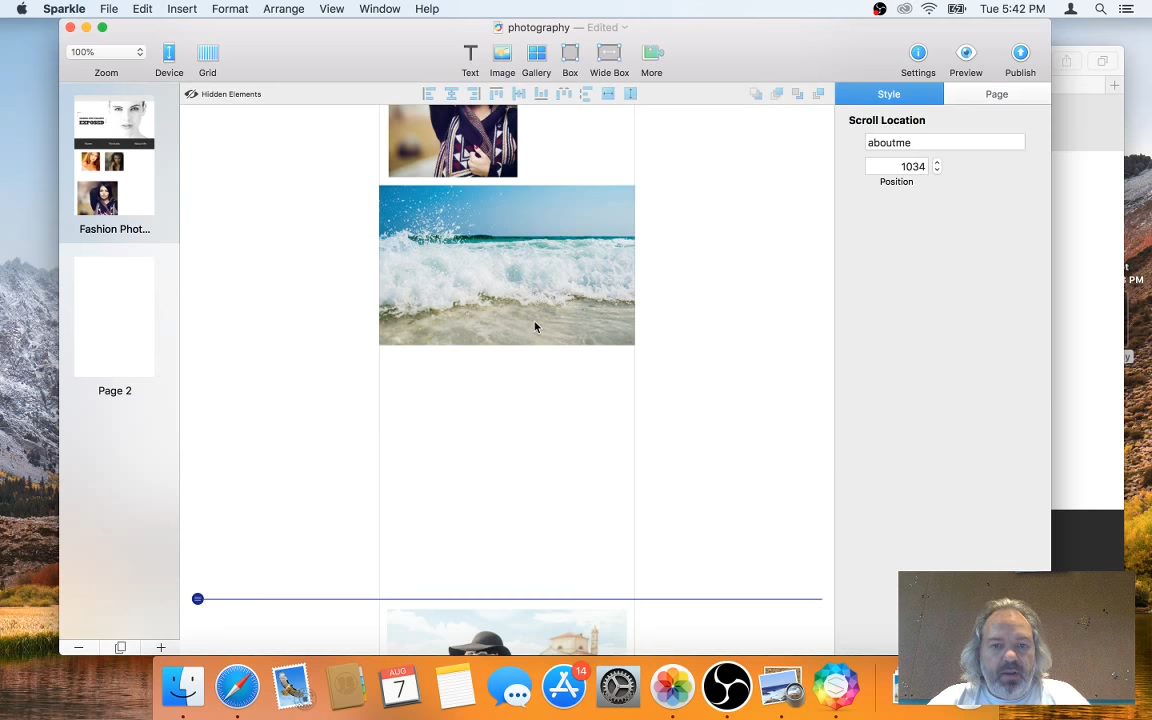 Sparkle File Edit Insert Format Arrange View Window Help Tue 5:42 PM
photography — Edited
100%
Zoom Device Grid Text Image Gallery Box Wide Box More Settings Preview Publish
Hidden Elements
Style Page
Scroll Location
aboutme
1034
Position
EXPOSED
Fashion Phot...
Page 2
AUG
7
14